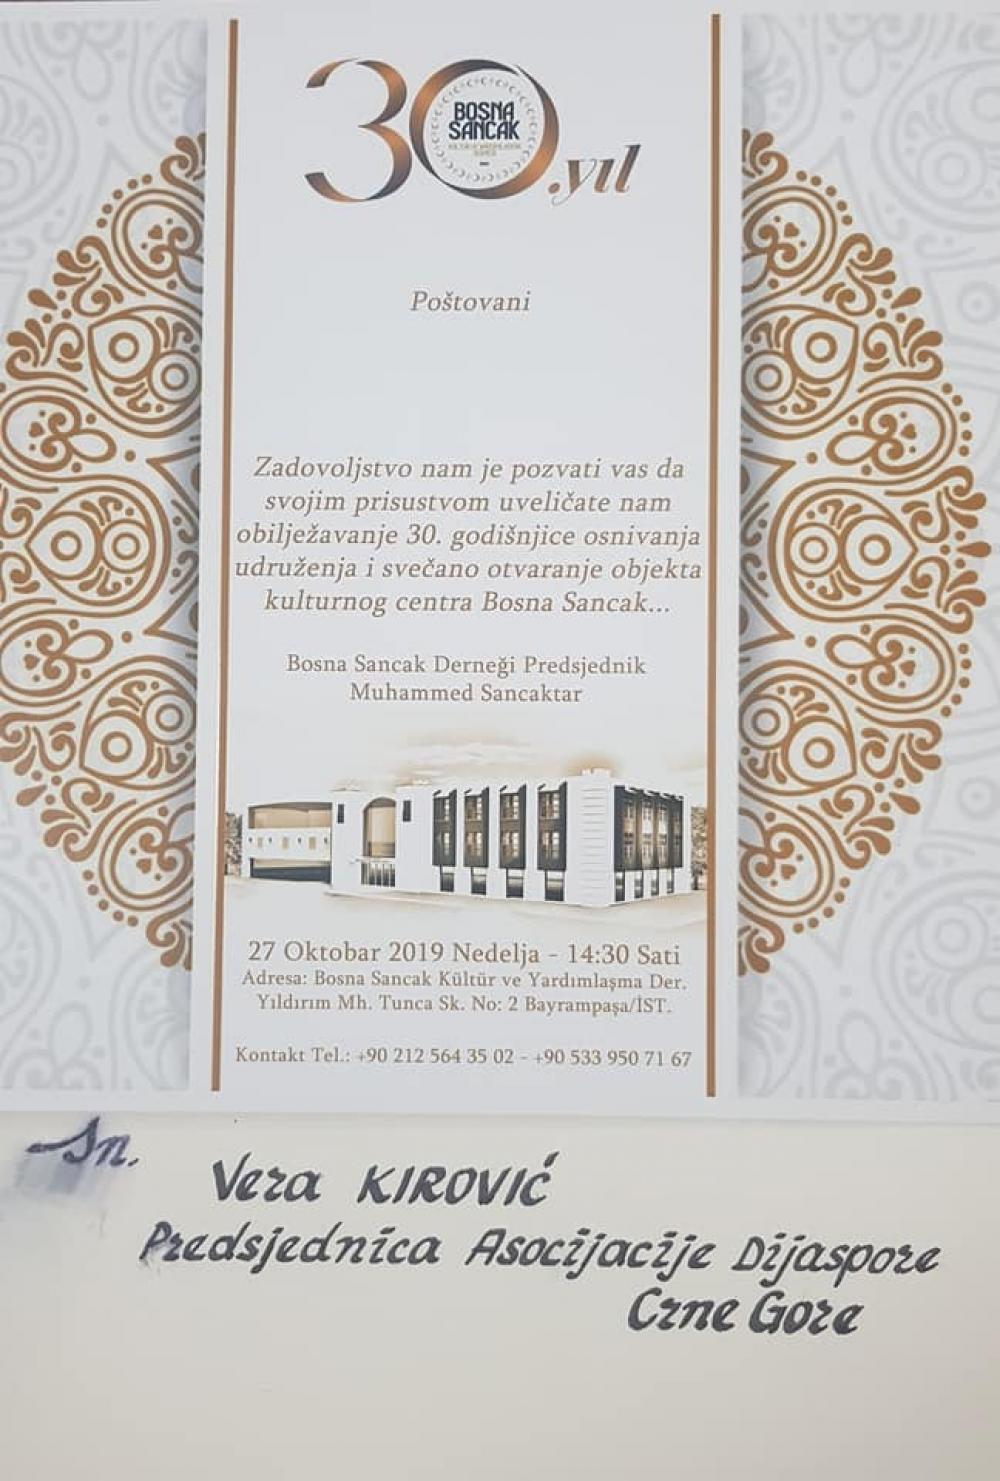 30.yıl
BOSNA
SANCAK
Poštovani
Zadovoljstvo nam je pozvati vas da
svojim prisustvom uveličate nam
obilježavanje 30. godišnjice osnivanja
udruženja i svečano otvaranje objekta
kulturnog centra Bosna Sancak...
Bosna Sancak Derneği Predsjednik
Muhammed Sancaktar
27 Oktobar 2019 Nedelja - 14:30 Sati
Adresa: Bosna Sancak Kültür ve Yardımlaşma Der.
Yıldırım Mh. Tunca Sk. No: 2 Bayrampaşa/İST.
Kontakt Tel.: +90 212 564 35 02 - +90 533 950 71 67
Sn.
Vera KIROVIĆ
Predsjednica Asocijacije Dijaspore
Crne Gore